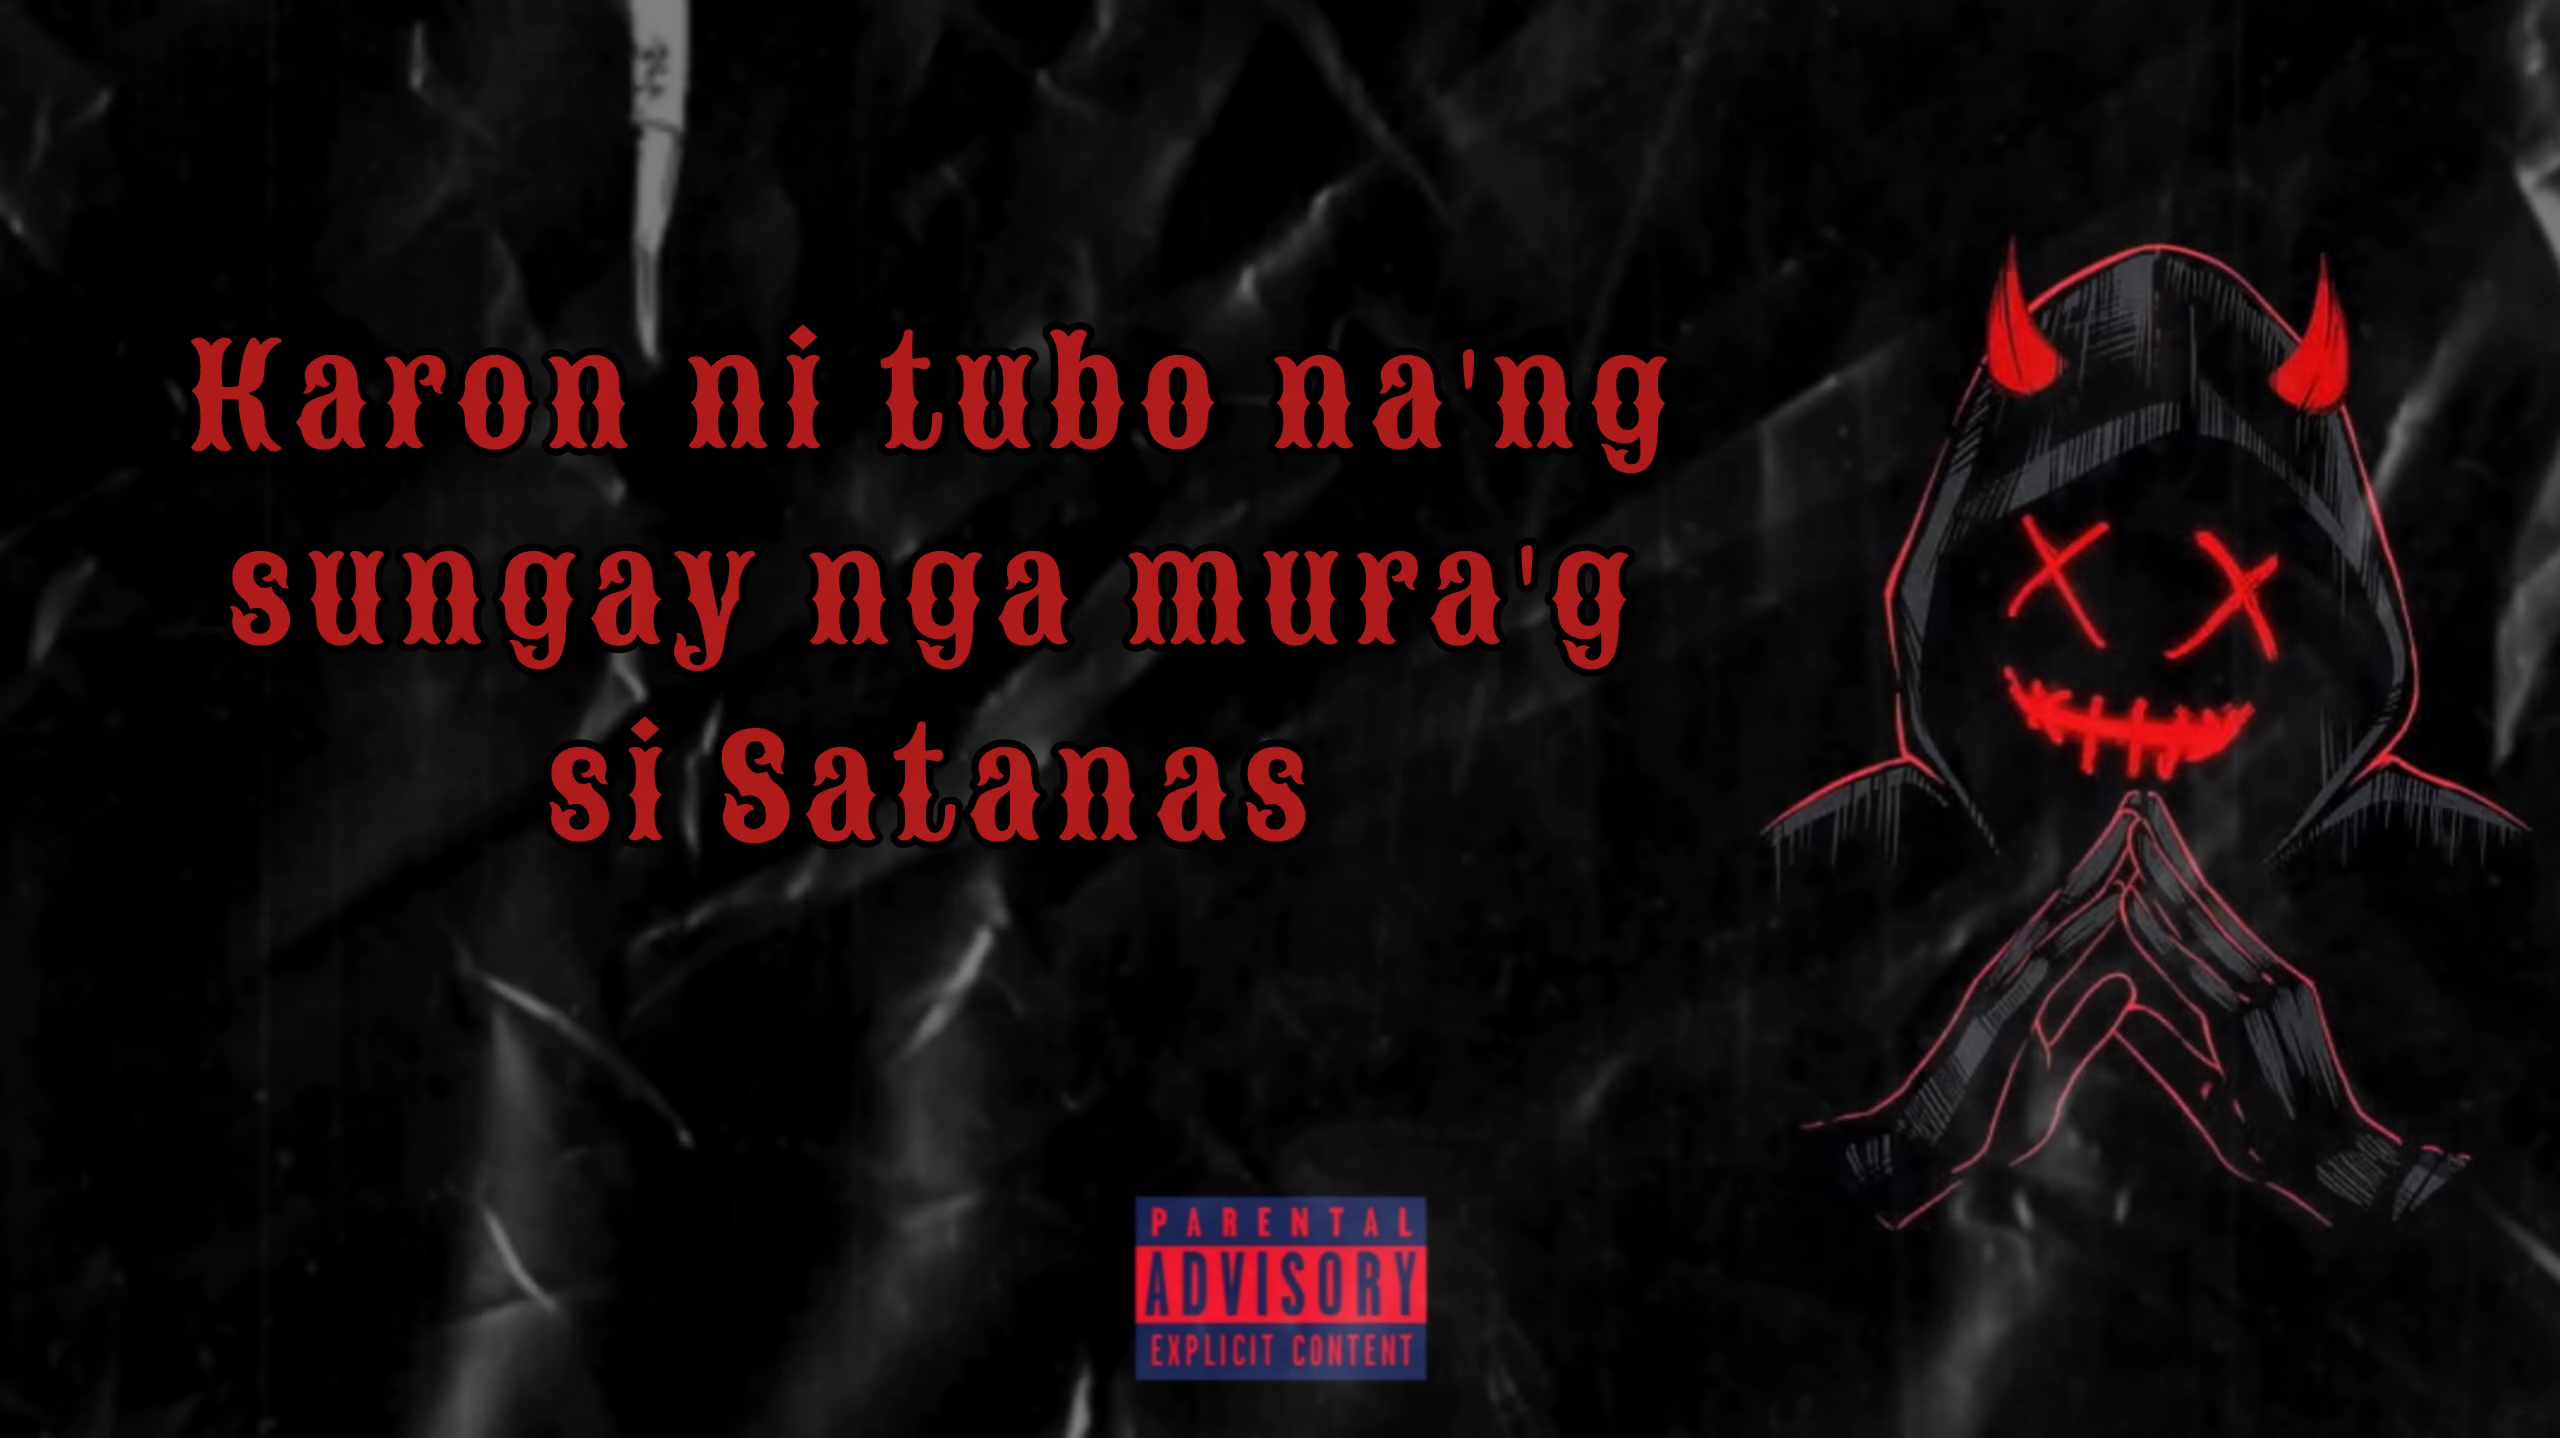 Karon ni tubo na'ng
sungay nga mura'g
si Satanas
PARENTAL
ADVISORY
EXPLICIT CONTENT